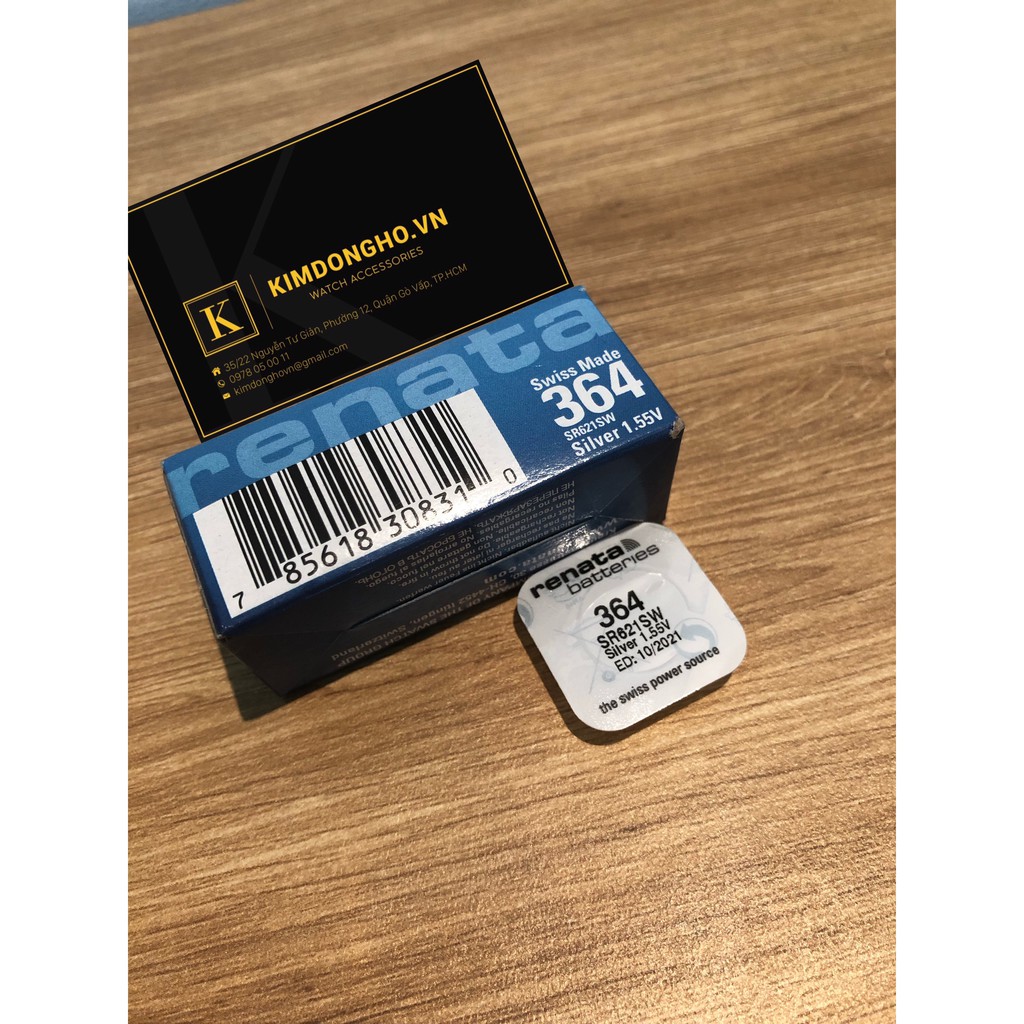 K
KIMDONGHO.VN
WATCH ACCESSORIES
35/22 Nguyễn Tư Giản, Phường 12, Quận Gò Vấp, TP.HCM
0978 05 00 11
kimdonghovn@gmail.com
renata
Swiss Made
364
SR621SW
Silver 1.55V
7 85618 30831 0
renata
batteries
364
SR621SW
Silver 1.55V
ED: 10/2021
the swiss power source